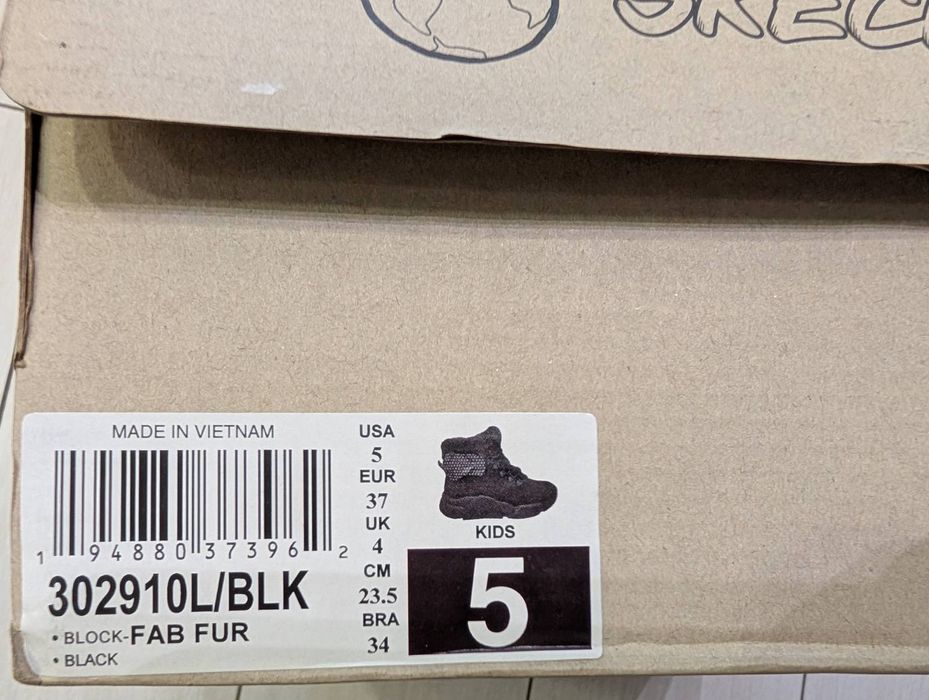 MADE IN VIETNAM
1 94880 37396 2
302910L/BLK
• BLOCK-FAB FUR
• BLACK
USA
5
EUR
37
UK
4
CM
23.5
BRA
34
KIDS
5